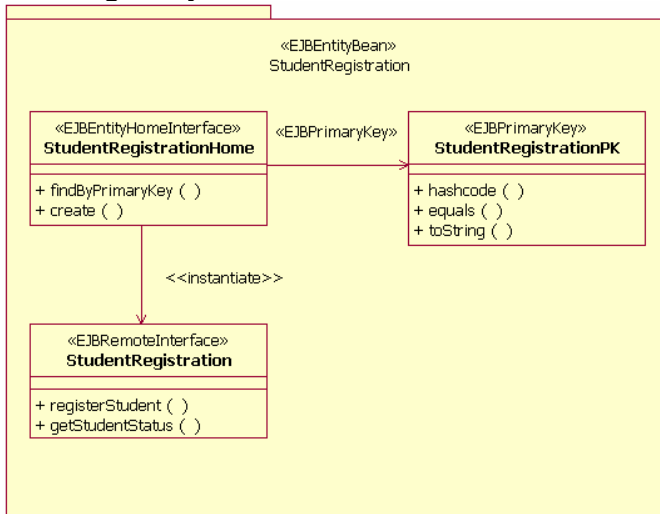 «EJBEntityBean»
StudentRegistration
«EJBEntityHomeInterface»
StudentRegistrationHome
+ findByPrimaryKey ( )
+ create ( )
«EJBPrimaryKey»
«EJBPrimaryKey»
StudentRegistrationPK
+ hashcode ( )
+ equals ( )
+ toString ( )
<<instantiate>>
«EJBRemoteInterface»
StudentRegistration
+ registerStudent ( )
+ getStudentStatus ( )